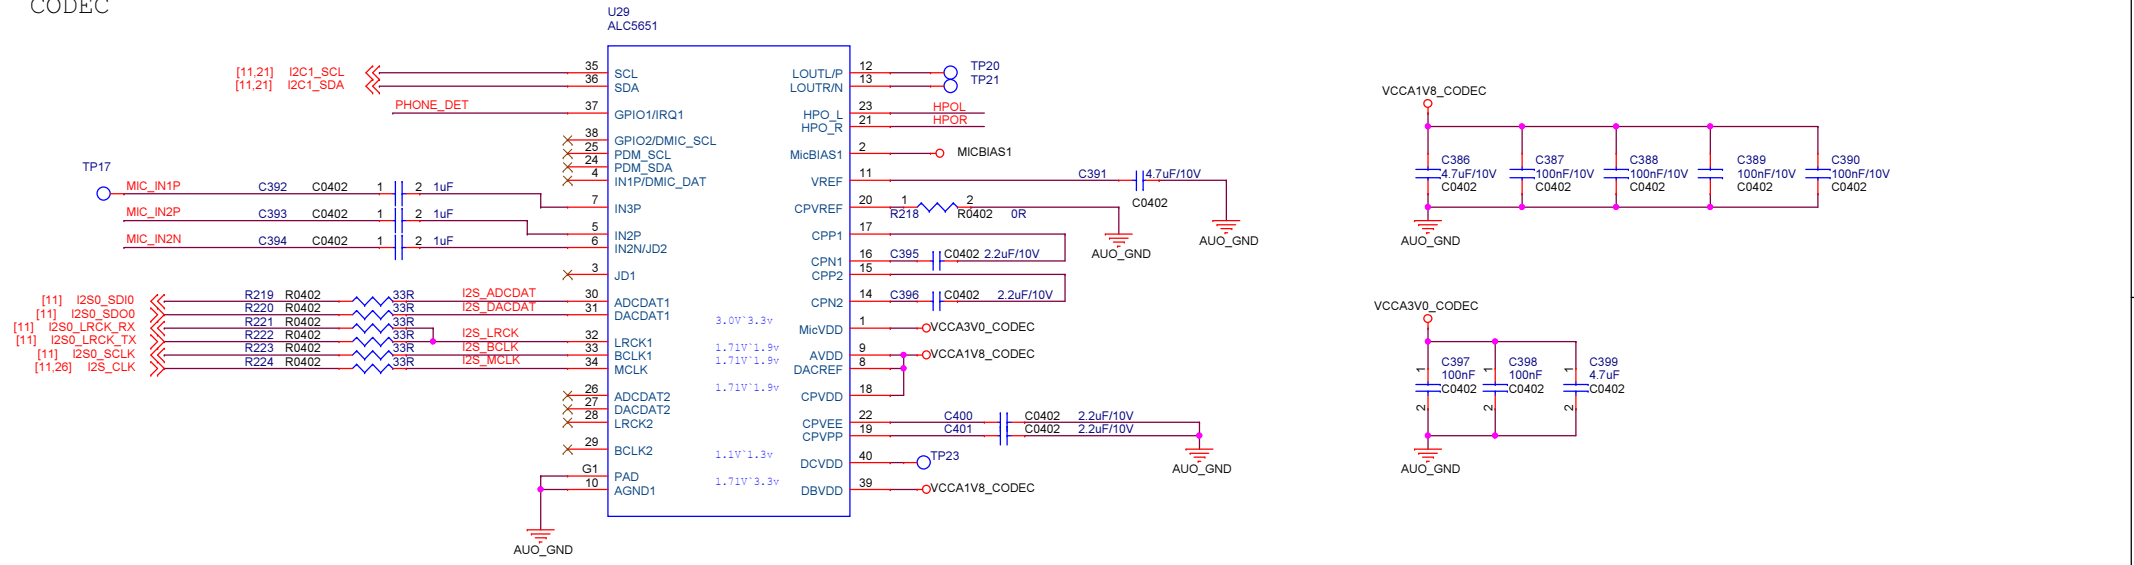 CODEC
U29
ALC5651
[11,21] I2C1_SCL 35 SCL
[11,21] I2C1_SDA 36 SDA
PHONE_DET 37 GPIO1/IRQ1
38 GPIO2/DMIC_SCL
25 PDM_SCL
24 PDM_SDA
4 IN1P/DMIC_DAT
TP17
MIC_IN1P C392 C0402 1 2 1uF 7 IN3P
MIC_IN2P C393 C0402 1 2 1uF 5 IN2P
MIC_IN2N C394 C0402 1 2 1uF 6 IN2N/JD2
3 JD1
[11] I2S0_SDI0 R219 R0402 33R I2S_ADCDAT 30 ADCDAT1
[11] I2S0_SDO0 R220 R0402 33R I2S_DACDAT 31 DACDAT1
[11] I2S0_LRCK_RX R221 R0402 33R
[11] I2S0_LRCK_TX R222 R0402 33R I2S_LRCK 32 LRCK1
[11] I2S0_SCLK R223 R0402 33R I2S_BCLK 33 BCLK1
[11,26] I2S_CLK R224 R0402 33R I2S_MCLK 34 MCLK
26 ADCDAT2
27 DACDAT2
28 LRCK2
29 BCLK2
G1 PAD
10 AGND1
AUO_GND
LOUTL/P 12 TP20
LOUTR/N 13 TP21
HPO_L 23 HPOL
HPO_R 21 HPOR
MicBIAS1 2 MICBIAS1
VREF 11 C391 4.7uF/10V
C0402
AUO_GND
CPVREF 20 1 2
R218 R0402 0R
AUO_GND
CPP1 17
CPN1 16 C395 C0402 2.2uF/10V
CPP2 15
CPN2 14 C396 C0402 2.2uF/10V
3.0V`3.3v
MicVDD 1 VCCA3V0_CODEC
1.71V`1.9v
AVDD 9 VCCA1V8_CODEC
1.71V`1.9v
DACREF 8
1.71V`1.9v
CPVDD 18
CPVEE 22 C400 C0402 2.2uF/10V
CPVPP 19 C401 C0402 2.2uF/10V
AUO_GND
1.1V`1.3v
DCVDD 40 TP23
1.71V`3.3v
DBVDD 39 VCCA1V8_CODEC
VCCA1V8_CODEC
C386 C387 C388 C389 C390
4.7uF/10V 100nF/10V 100nF/10V 100nF/10V 100nF/10V
C0402 C0402 C0402 C0402 C0402
AUO_GND
VCCA3V0_CODEC
C397 C398 C399
1 100nF 1 100nF 1 4.7uF
C0402 C0402 C0402
2 2 2
AUO_GND